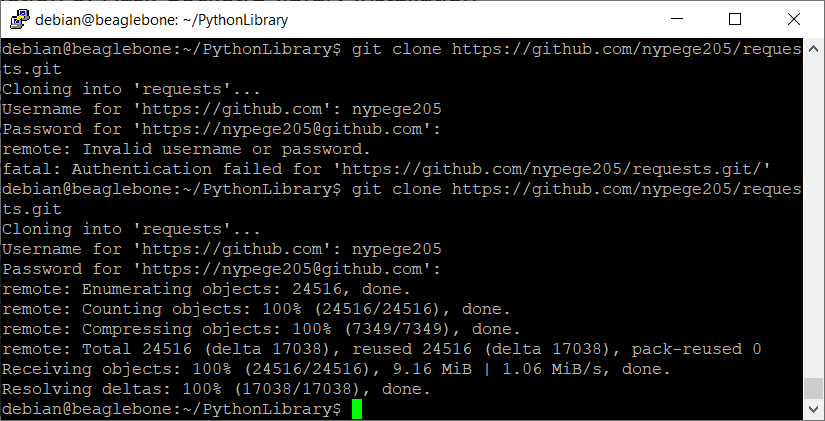 debian@beaglebone: ~/PythonLibrary
debian@beaglebone:~/PythonLibrary$ git clone https://github.com/nypege205/reques
ts.git
Cloning into 'requests'...
Username for 'https://github.com': nypege205
Password for 'https://nypege205@github.com':
remote: Invalid username or password.
fatal: Authentication failed for 'https://github.com/nypege205/requests.git/'
debian@beaglebone:~/PythonLibrary$ git clone https://github.com/nypege205/reques
ts.git
Cloning into 'requests'...
Username for 'https://github.com': nypege205
Password for 'https://nypege205@github.com':
remote: Enumerating objects: 24516, done.
remote: Counting objects: 100% (24516/24516), done.
remote: Compressing objects: 100% (7349/7349), done.
remote: Total 24516 (delta 17038), reused 24516 (delta 17038), pack-reused 0
Receiving objects: 100% (24516/24516), 9.16 MiB | 1.06 MiB/s, done.
Resolving deltas: 100% (17038/17038), done.
debian@beaglebone:~/PythonLibrary$